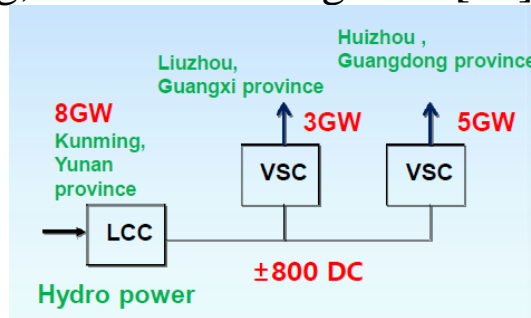 Liuzhou,
Guangxi province
Huizhou ,
Guangdong province
8GW
Kunming,
Yunan
province
3GW
5GW
VSC
VSC
LCC
±800 DC
Hydro power